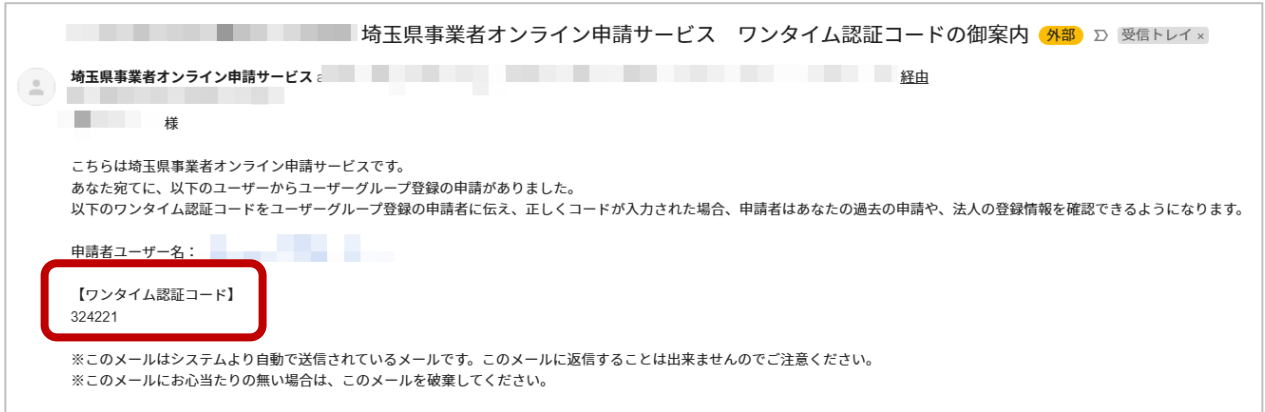 埼玉県事業者オンライン申請サービス　ワンタイム認証コードの御案内 外部 受信トレイ ×
埼玉県事業者オンライン申請サービス 経由
様
こちらは埼玉県事業者オンライン申請サービスです。
あなた宛てに、以下のユーザーからユーザーグループ登録の申請がありました。
以下のワンタイム認証コードをユーザーグループ登録の申請者に伝え、正しくコードが入力された場合、申請者はあなたの過去の申請や、法人の登録情報を確認できるようになります。
申請者ユーザー名：
【ワンタイム認証コード】
324221
※このメールはシステムより自動で送信されているメールです。このメールに返信することは出来ませんのでご注意ください。
※このメールにお心当たりの無い場合は、このメールを破棄してください。